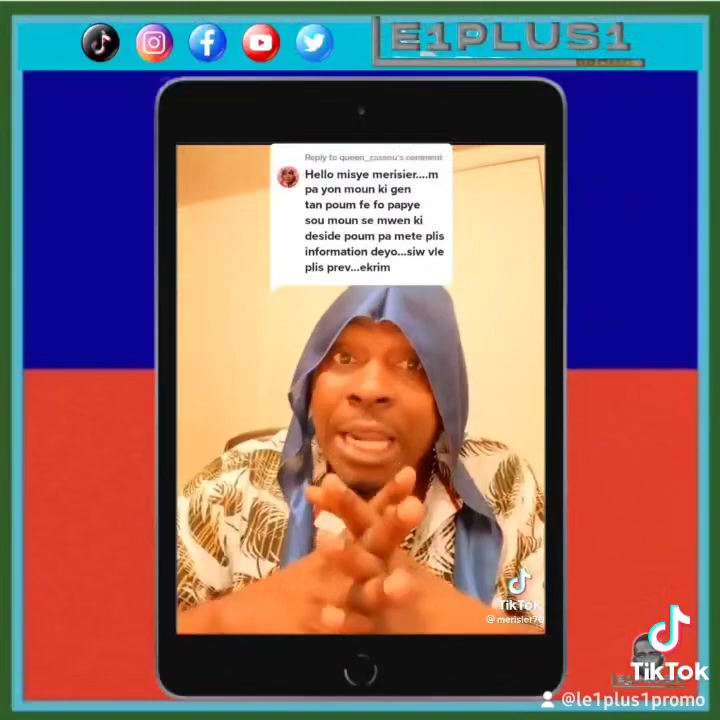 LE1PLUS1
PROMO
Reply to queen_cassou's comment
Hello misye merisier....m
pa yon moun ki gen
tan poum fe fo papye
sou moun se mwen ki
deside poum pa mete plis
information deyo...siw vle
plis prev...ekrim
TikTok
@merisier76
TikTok
@le1plus1promo